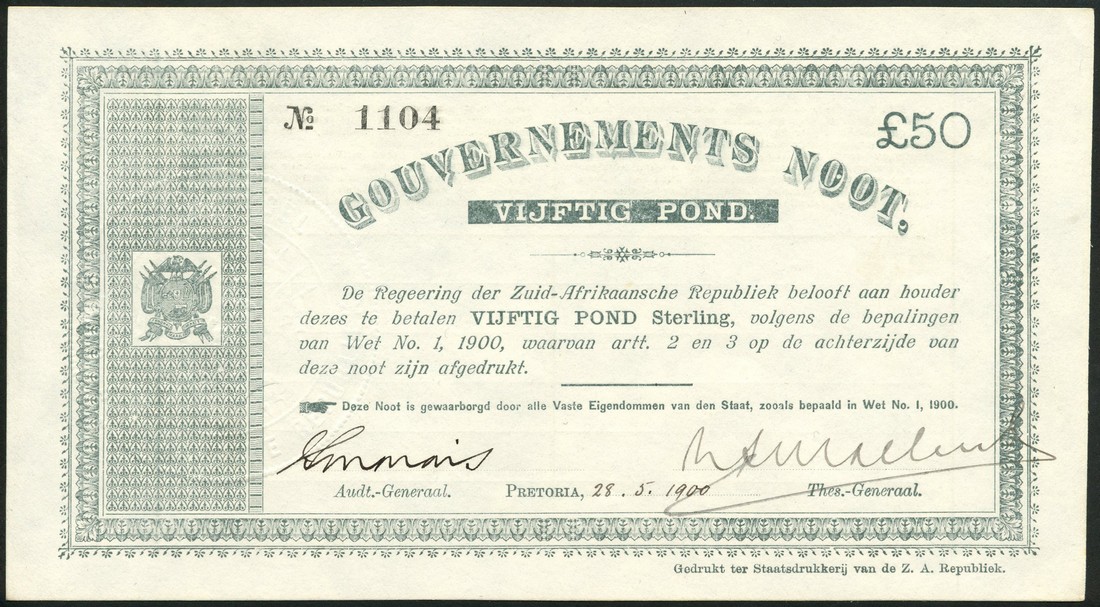 № 1104
£50
GOUVERNEMENTS NOOT,
VIJFTIG POND.
De Regeering der Zuid-Afrikaansche Republiek belooft aan houder
dezes te betalen VIJFTIG POND Sterling, volgens de bepalingen
van Wet No. 1, 1900, waarvan artt. 2 en 3 op de achterzijde van
deze noot zijn afgedrukt.
Deze Noot is gewaarborgd door alle Vaste Eigendommen van den Staat, zooals bepaald in Wet No. 1, 1900.
Audt.-Generaal. PRETORIA, 28.5.1900 Thes.-Generaal.
Gedrukt ter Staatsdrukkerij van de Z. A. Republiek.